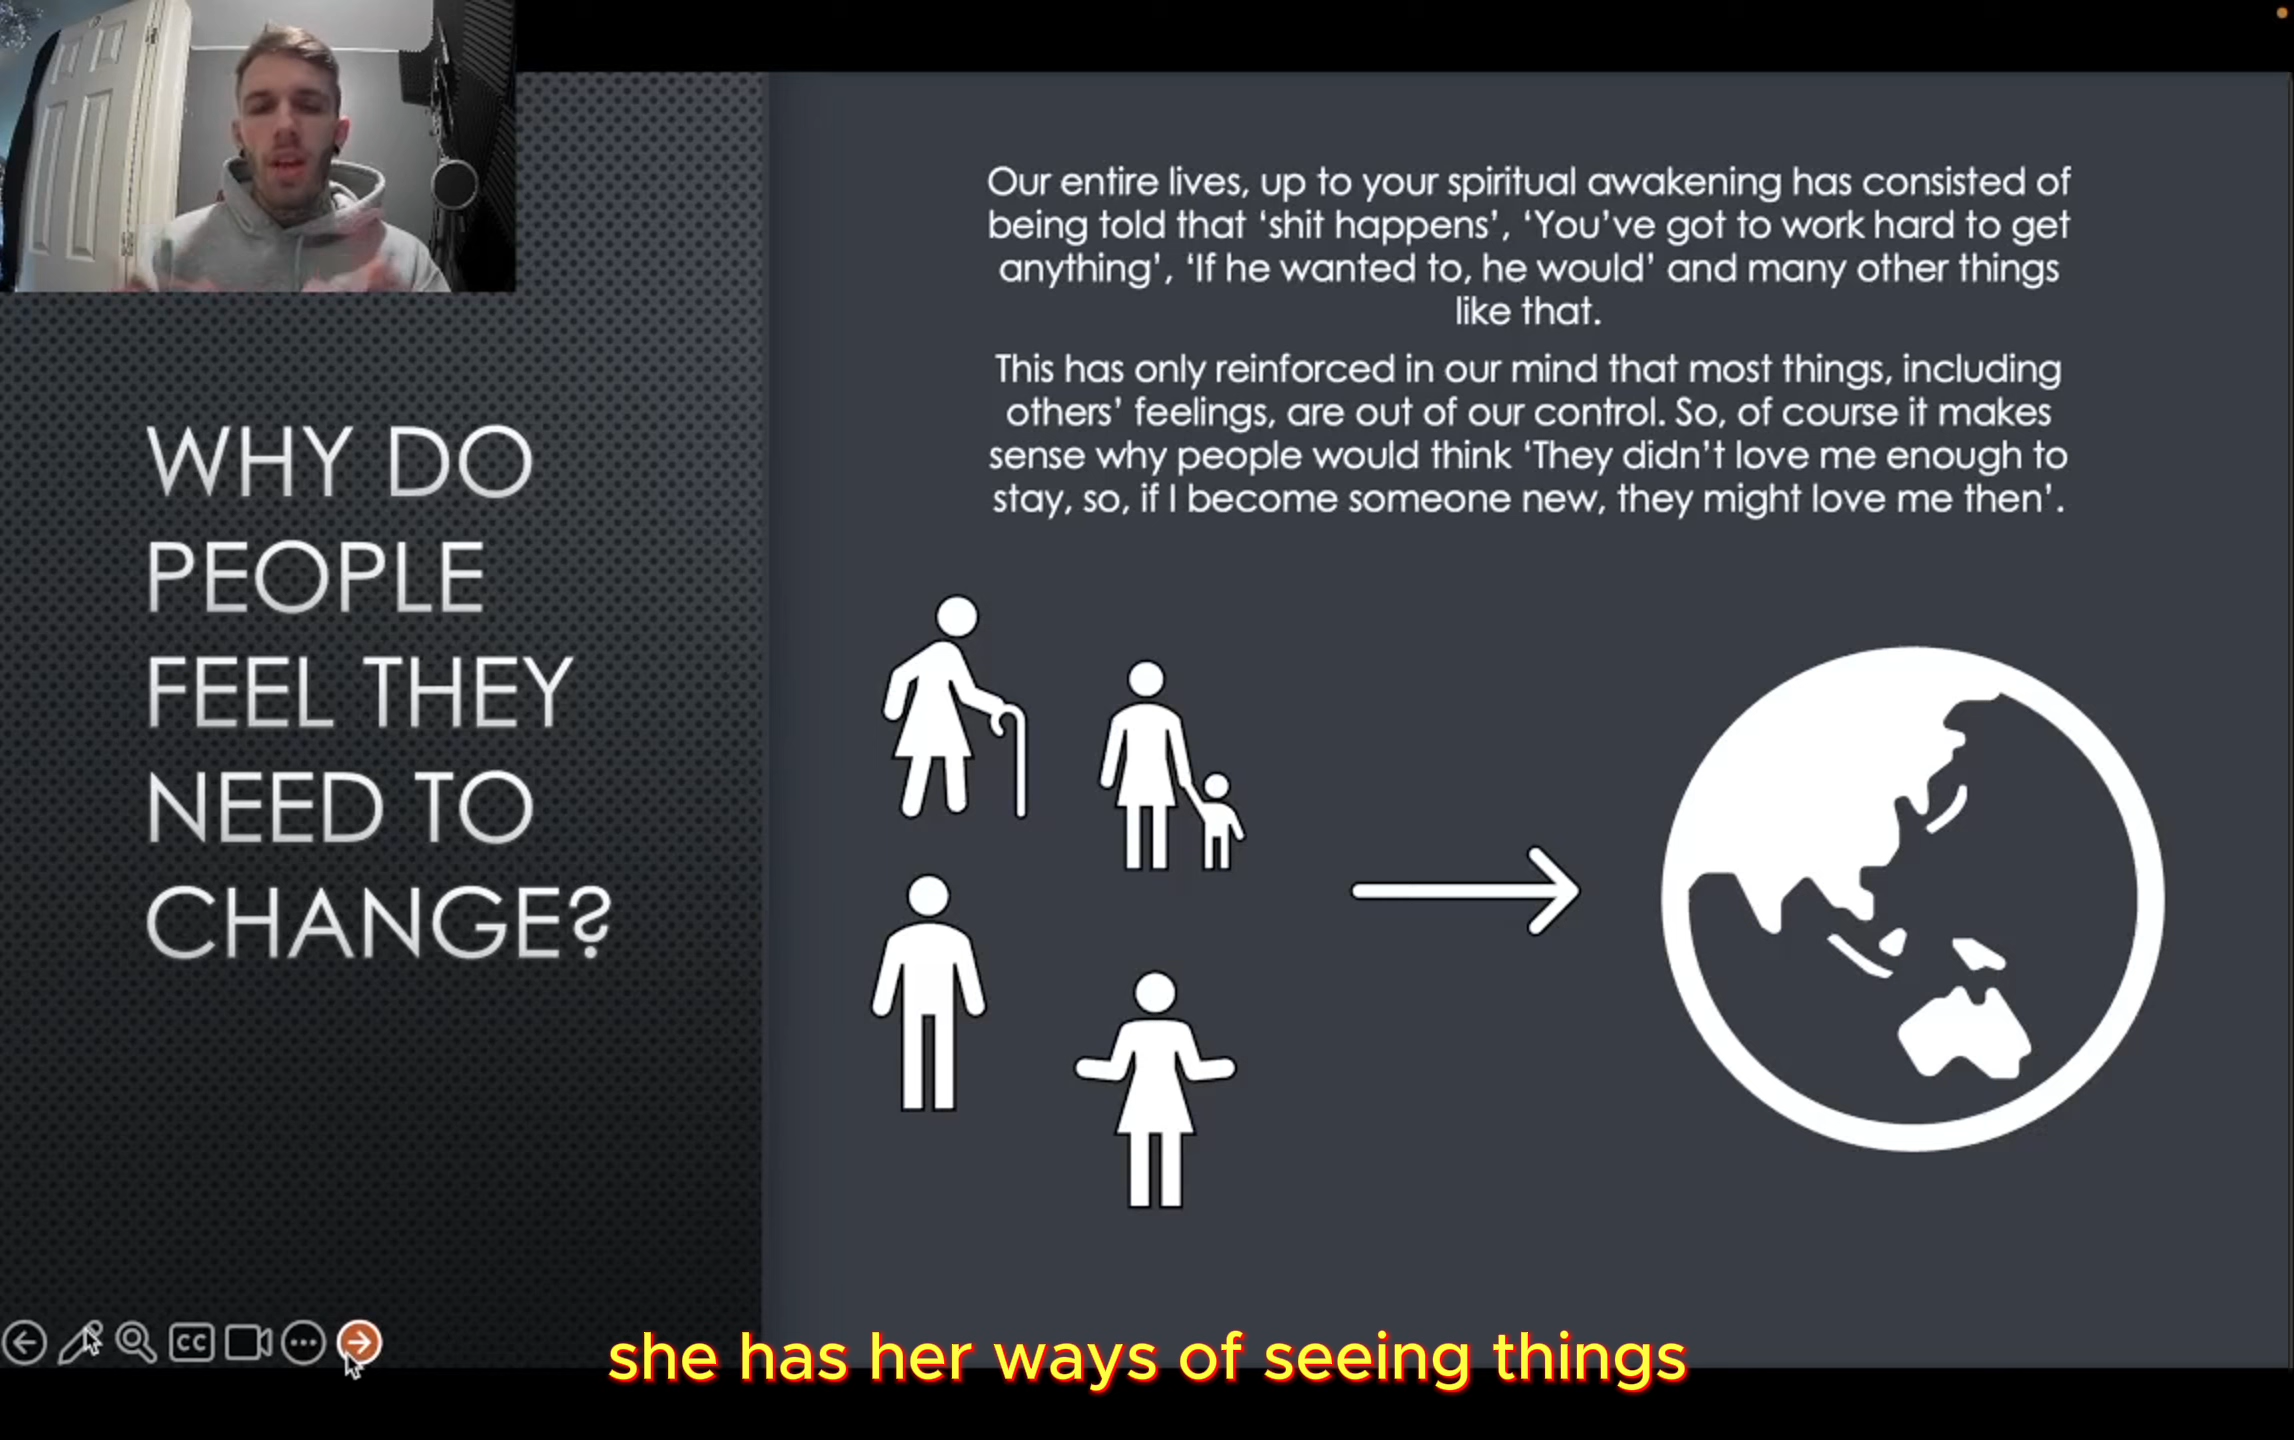 WHY DO
PEOPLE
FEEL THEY
NEED TO
CHANGE?
Our entire lives, up to your spiritual awakening has consisted of
being told that ‘shit happens’, ‘You’ve got to work hard to get
anything’, ‘If he wanted to, he would’ and many other things
like that.
This has only reinforced in our mind that most things, including
others’ feelings, are out of our control. So, of course it makes
sense why people would think ‘They didn’t love me enough to
stay, so, if I become someone new, they might love me then’.
CC
she has her ways of seeing things